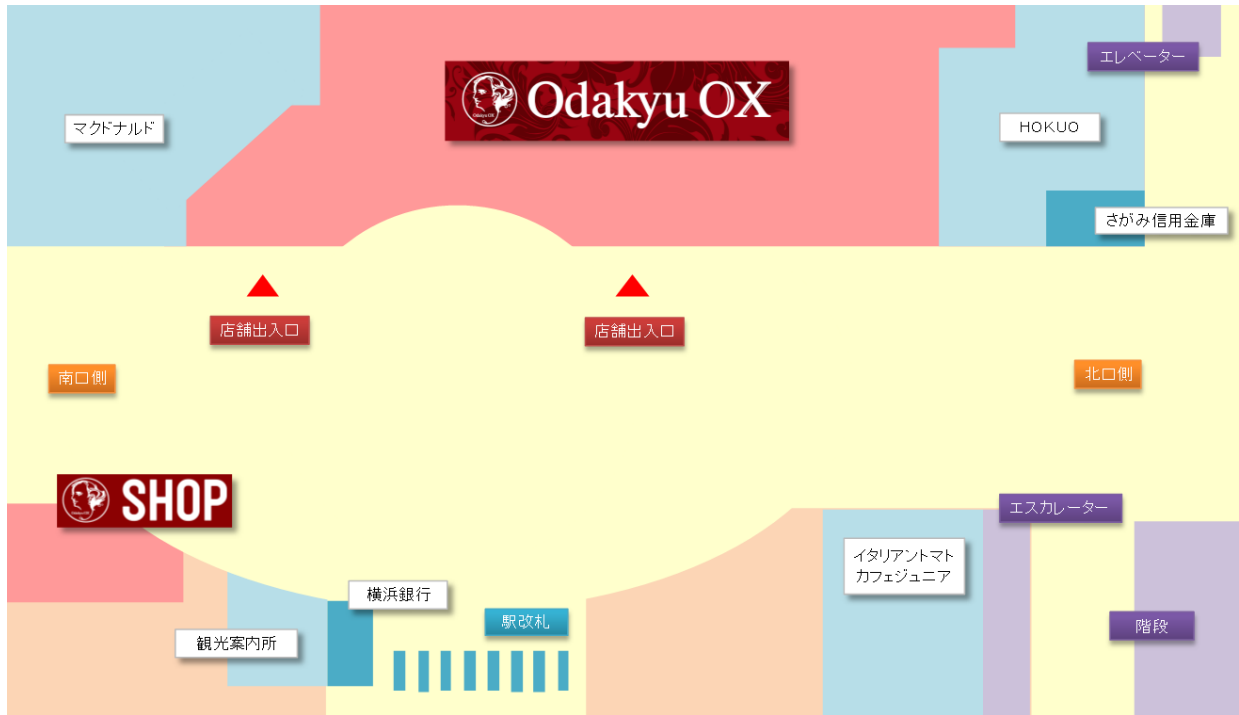 エレベーター
Odakyu OX
マクドナルド
HOKUO
さがみ信用金庫
店舗出入口
店舗出入口
南口側
北口側
SHOP
エスカレーター
イタリアントマト
カフェジュニア
横浜銀行
駅改札
階段
観光案内所